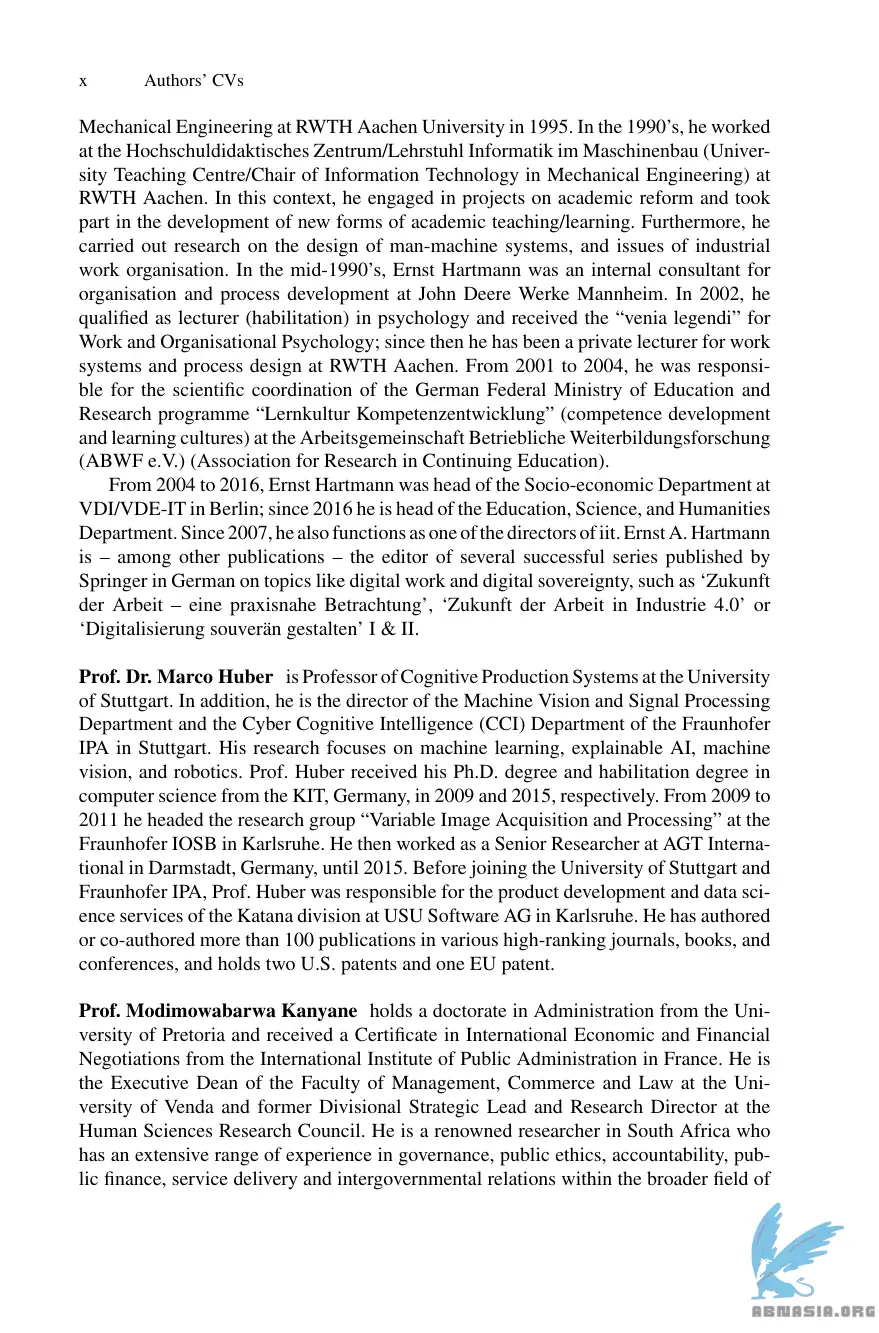 x Authors’ CVs
Mechanical Engineering at RWTH Aachen University in 1995. In the 1990’s, he worked
at the Hochschuldidaktisches Zentrum/Lehrstuhl Informatik im Maschinenbau (Univer-
sity Teaching Centre/Chair of Information Technology in Mechanical Engineering) at
RWTH Aachen. In this context, he engaged in projects on academic reform and took
part in the development of new forms of academic teaching/learning. Furthermore, he
carried out research on the design of man-machine systems, and issues of industrial
work organisation. In the mid-1990’s, Ernst Hartmann was an internal consultant for
organisation and process development at John Deere Werke Mannheim. In 2002, he
qualified as lecturer (habilitation) in psychology and received the “venia legendi” for
Work and Organisational Psychology; since then he has been a private lecturer for work
systems and process design at RWTH Aachen. From 2001 to 2004, he was responsi-
ble for the scientific coordination of the German Federal Ministry of Education and
Research programme “Lernkultur Kompetenzentwicklung” (competence development
and learning cultures) at the Arbeitsgemeinschaft Betriebliche Weiterbildungsforschung
(ABWF e.V.) (Association for Research in Continuing Education).
From 2004 to 2016, Ernst Hartmann was head of the Socio-economic Department at
VDI/VDE-IT in Berlin; since 2016 he is head of the Education, Science, and Humanities
Department. Since 2007, he also functions as one of the directors of iit. Ernst A. Hartmann
is – among other publications – the editor of several successful series published by
Springer in German on topics like digital work and digital sovereignty, such as ‘Zukunft
der Arbeit – eine praxisnahe Betrachtung’, ‘Zukunft der Arbeit in Industrie 4.0’ or
‘Digitalisierung souverän gestalten’ I & II.
Prof. Dr. Marco Huber is Professor of Cognitive Production Systems at the University
of Stuttgart. In addition, he is the director of the Machine Vision and Signal Processing
Department and the Cyber Cognitive Intelligence (CCI) Department of the Fraunhofer
IPA in Stuttgart. His research focuses on machine learning, explainable AI, machine
vision, and robotics. Prof. Huber received his Ph.D. degree and habilitation degree in
computer science from the KIT, Germany, in 2009 and 2015, respectively. From 2009 to
2011 he headed the research group “Variable Image Acquisition and Processing” at the
Fraunhofer IOSB in Karlsruhe. He then worked as a Senior Researcher at AGT Interna-
tional in Darmstadt, Germany, until 2015. Before joining the University of Stuttgart and
Fraunhofer IPA, Prof. Huber was responsible for the product development and data sci-
ence services of the Katana division at USU Software AG in Karlsruhe. He has authored
or co-authored more than 100 publications in various high-ranking journals, books, and
conferences, and holds two U.S. patents and one EU patent.
Prof. Modimowabarwa Kanyane holds a doctorate in Administration from the Uni-
versity of Pretoria and received a Certificate in International Economic and Financial
Negotiations from the International Institute of Public Administration in France. He is
the Executive Dean of the Faculty of Management, Commerce and Law at the Uni-
versity of Venda and former Divisional Strategic Lead and Research Director at the
Human Sciences Research Council. He is a renowned researcher in South Africa who
has an extensive range of experience in governance, public ethics, accountability, pub-
lic finance, service delivery and intergovernmental relations within the broader field of
ABNASIA.ORG